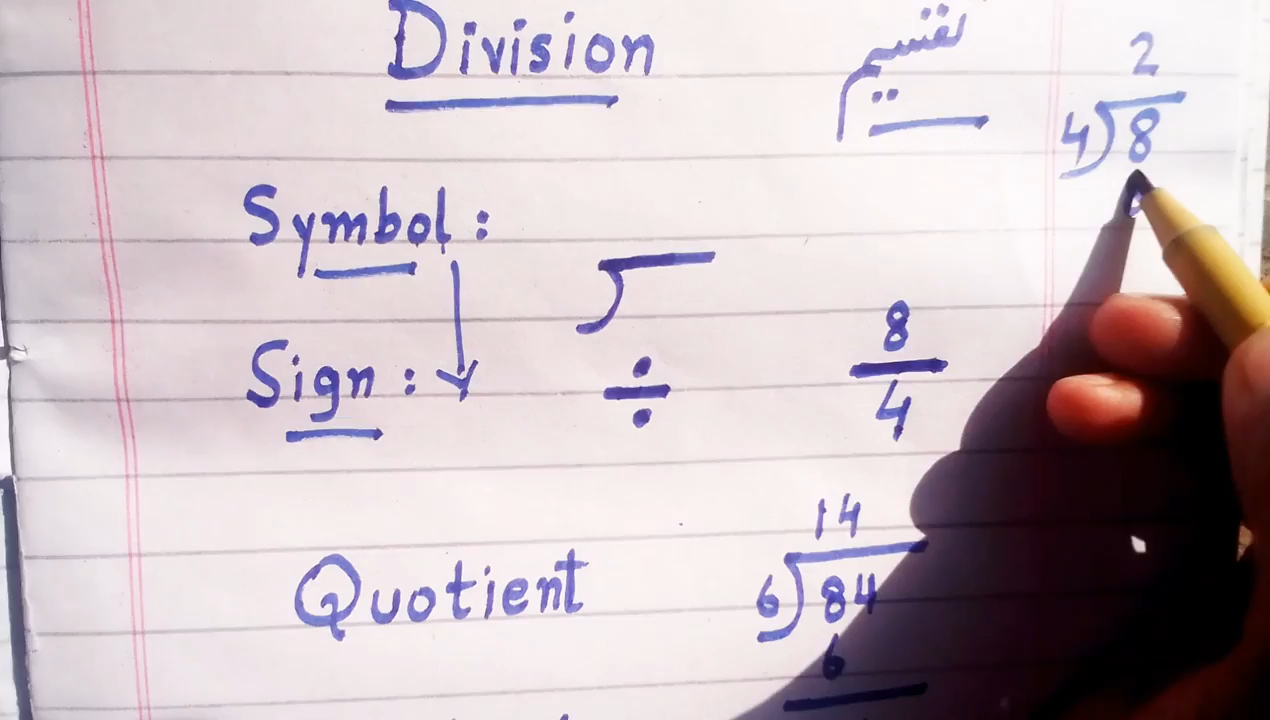 Division تقسیم
2
4)8
Symbol:
Sign: ÷
8
4
14
Quotient 6)84
6